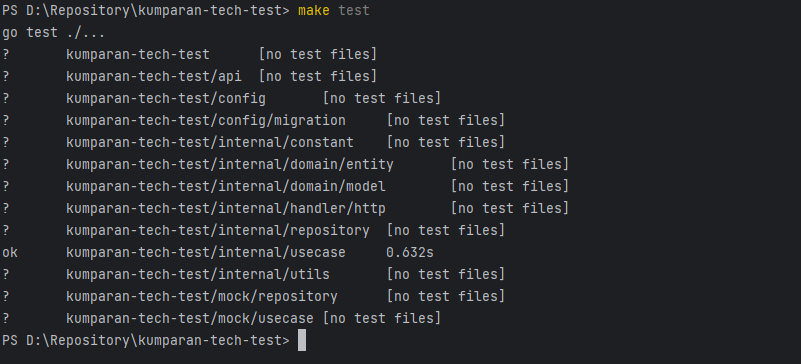 PS D:\Repository\kumparan-tech-test> make test
go test ./...
?       kumparan-tech-test      [no test files]
?       kumparan-tech-test/api  [no test files]
?       kumparan-tech-test/config       [no test files]
?       kumparan-tech-test/config/migration     [no test files]
?       kumparan-tech-test/internal/constant    [no test files]
?       kumparan-tech-test/internal/domain/entity       [no test files]
?       kumparan-tech-test/internal/domain/model        [no test files]
?       kumparan-tech-test/internal/handler/http        [no test files]
?       kumparan-tech-test/internal/repository  [no test files]
ok      kumparan-tech-test/internal/usecase     0.632s
?       kumparan-tech-test/internal/utils       [no test files]
?       kumparan-tech-test/mock/repository      [no test files]
?       kumparan-tech-test/mock/usecase [no test files]
PS D:\Repository\kumparan-tech-test>